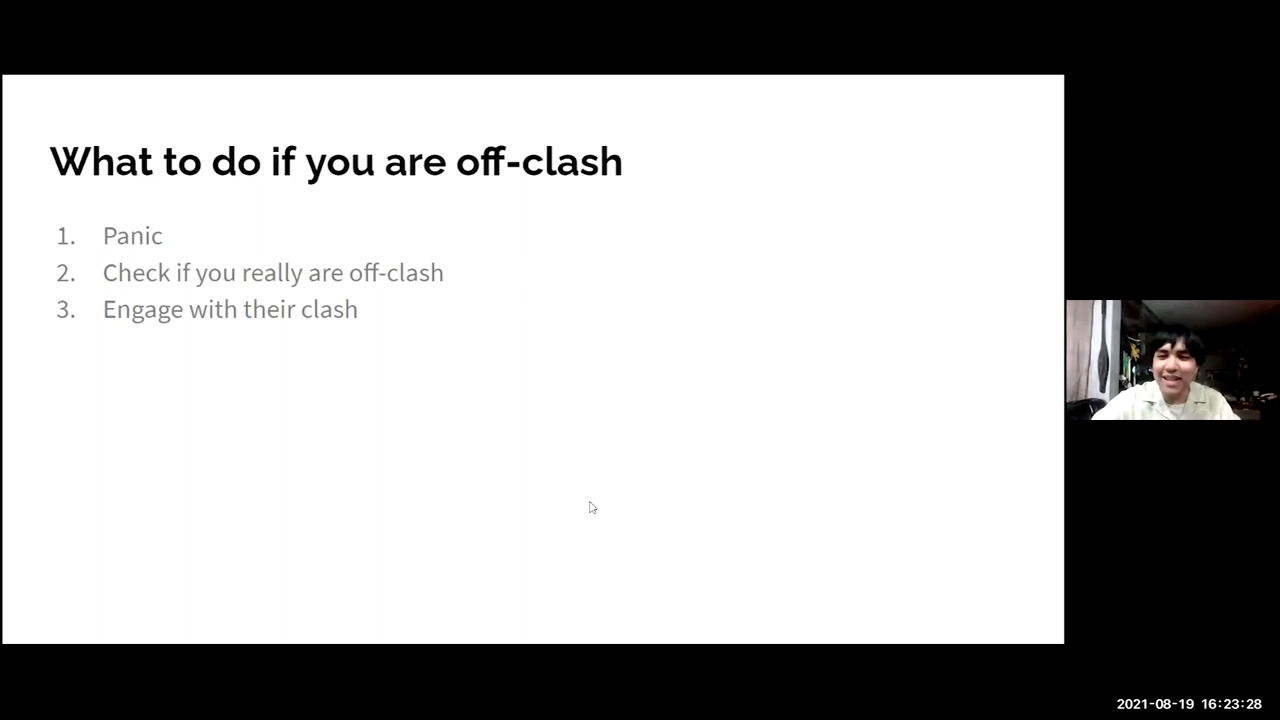 What to do if you are off-clash
1. Panic
2. Check if you really are off-clash
3. Engage with their clash
2021-08-19 16:23:28